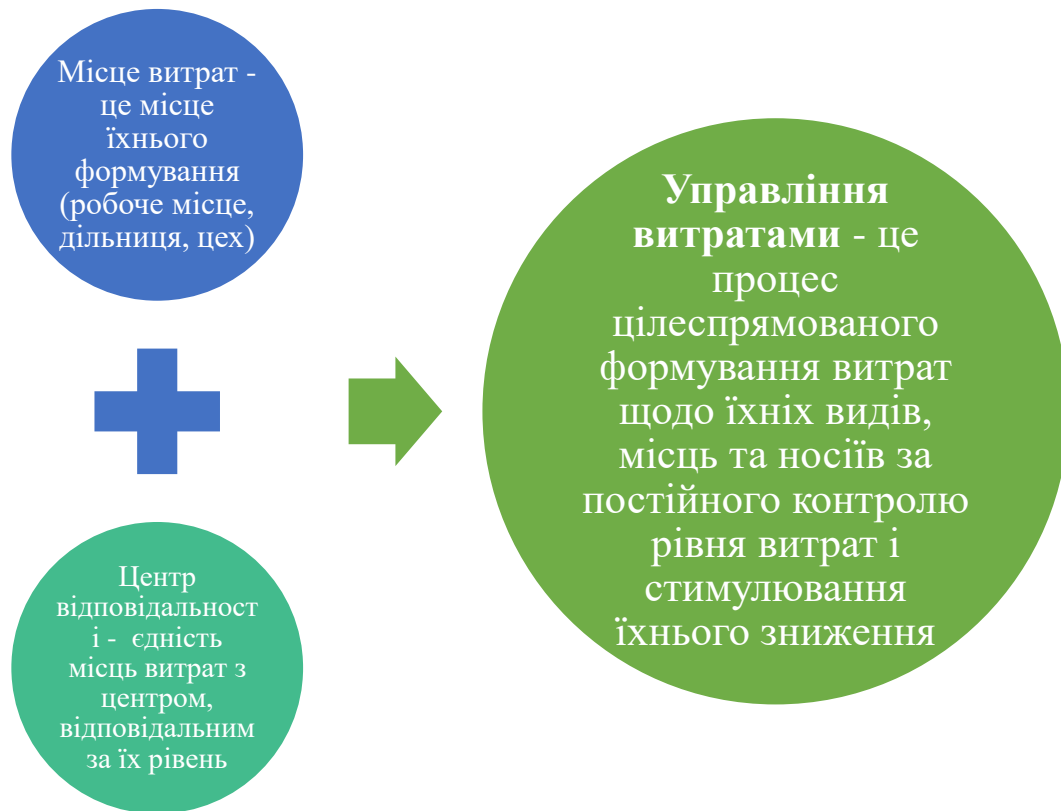 Місце витрат -
це місце
їхнього
формування
(робоче місце,
дільниця, цех)
Центр
відповідальност
і - єдність
місць витрат з
центром,
відповідальним
за їх рівень
Управління
витратами - це
процес
цілеспрямованого
формування витрат
щодо їхніх видів,
місць та носіїв за
постійного контролю
рівня витрат і
стимулювання
їхнього зниження